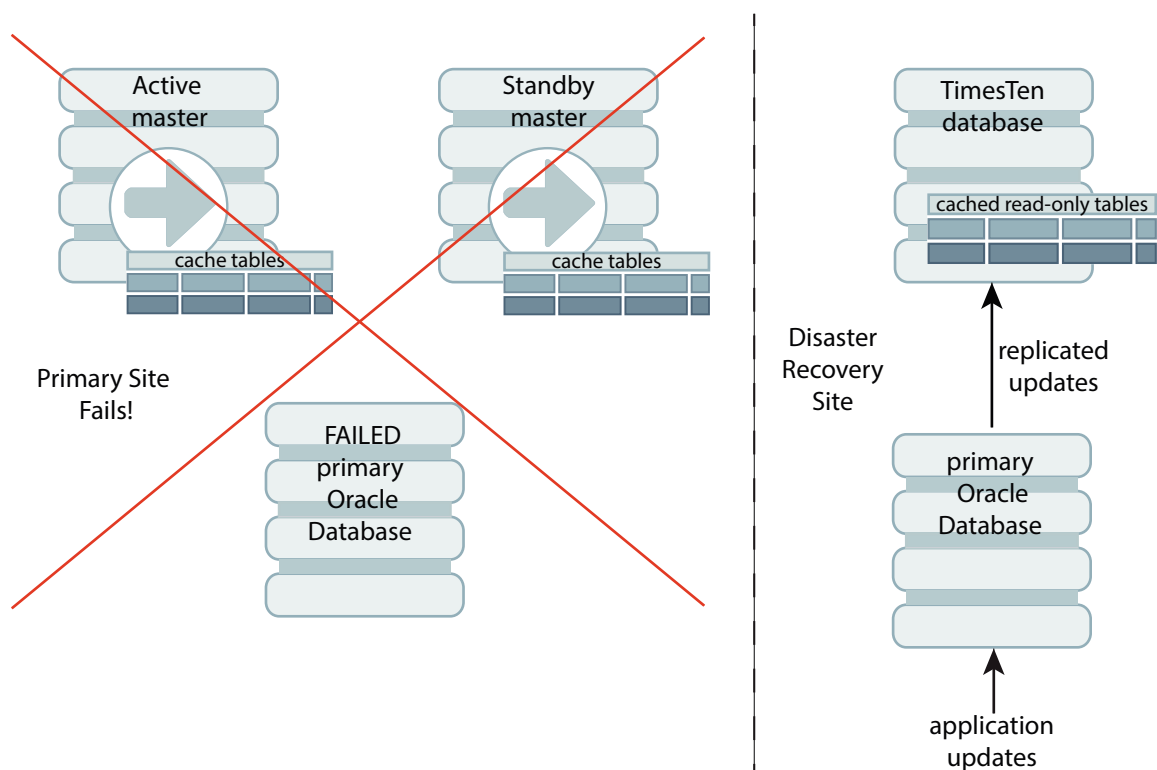 Active
master
cache tables
Standby
master
cache tables
Primary Site
Fails!
FAILED
primary
Oracle
Database
TimesTen
database
cached read-only tables
Disaster
Recovery
Site
replicated
updates
primary
Oracle
Database
application
updates